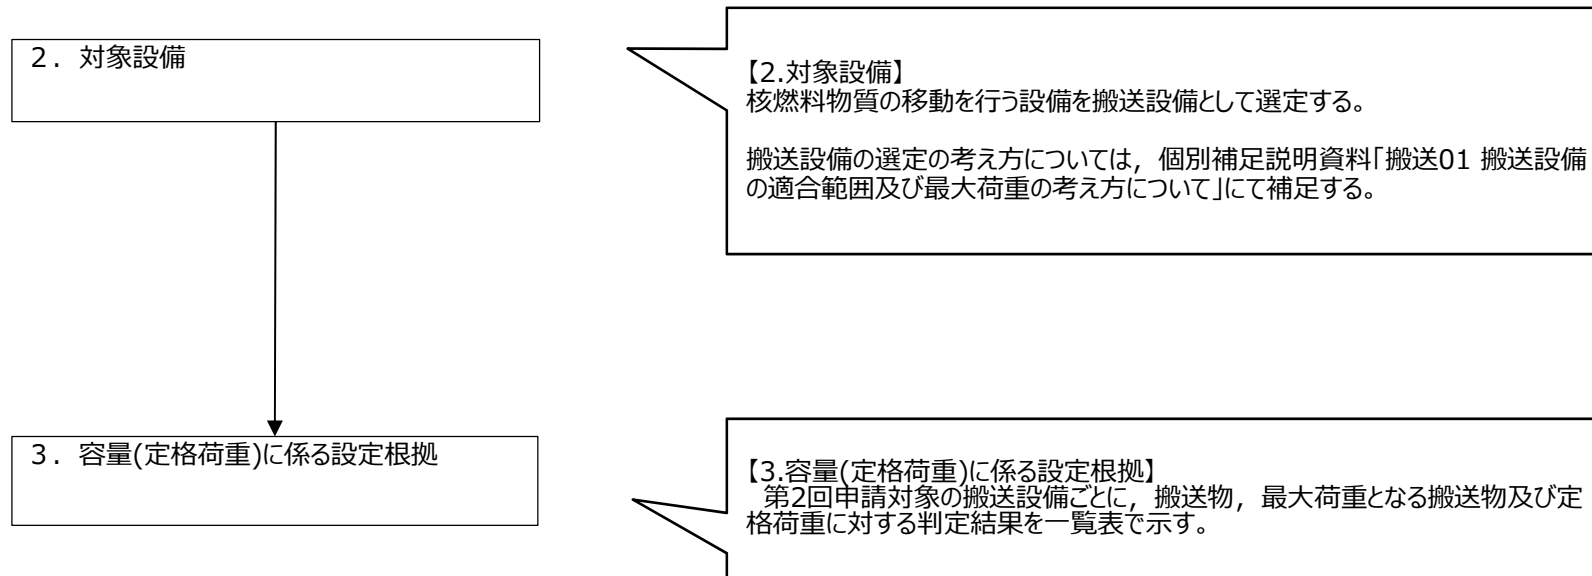 2．対象設備
【2.対象設備】
核燃料物質の移動を行う設備を搬送設備として選定する。
搬送設備の選定の考え方については，個別補足説明資料「搬送01 搬送設備
の適合範囲及び最大荷重の考え方について」にて補足する。
3．容量(定格荷重)に係る設定根拠
【3.容量(定格荷重)に係る設定根拠】
第2回申請対象の搬送設備ごとに，搬送物，最大荷重となる搬送物及び定
格荷重に対する判定結果を一覧表で示す。